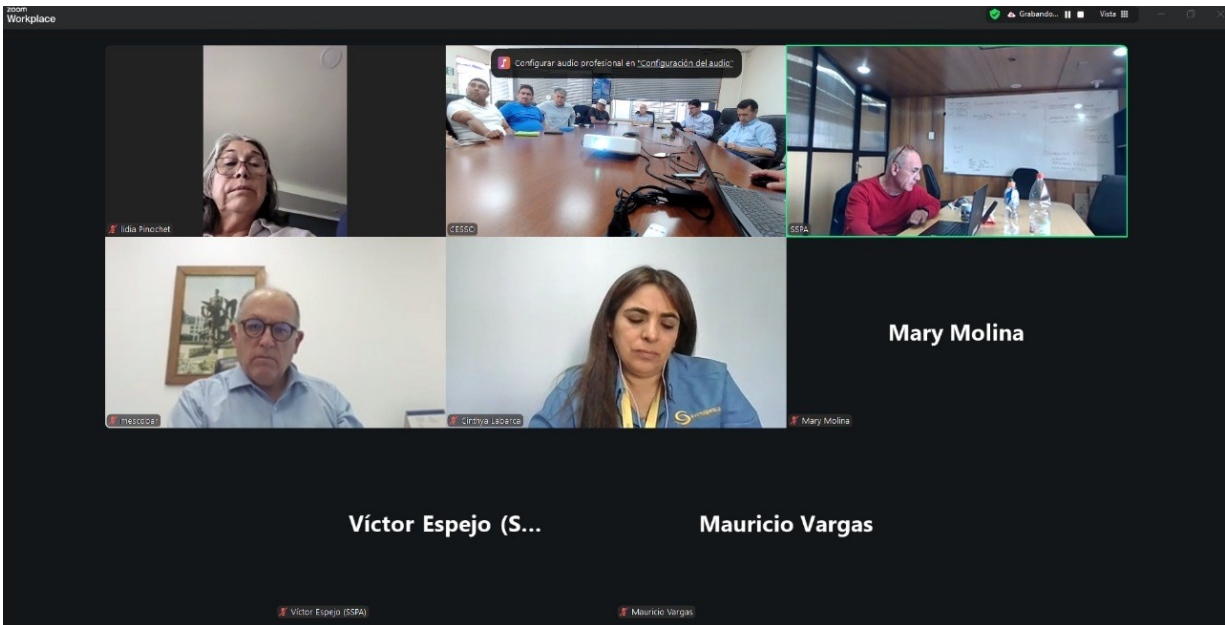 zoom
Workplace
Grabando...
Vista
Configurar audio profesional en "Configuración del audio"
lidia Pinochet
CESSO
SSPA
mescobar
Cinthya Labarca
Mary Molina
Mary Molina
Víctor Espejo (S...
Mauricio Vargas
Víctor Espejo (SSPA)
Mauricio Vargas